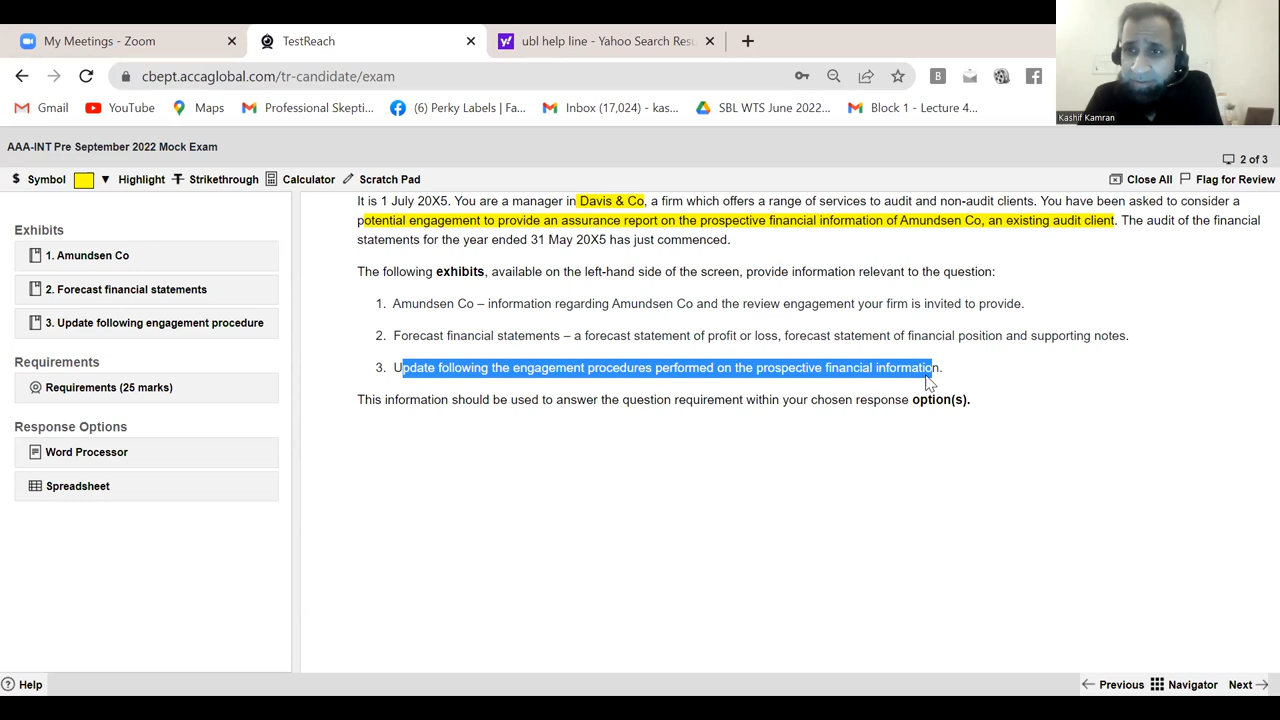 My Meetings - Zoom
TestReach
ubl help line - Yahoo Search Resu
cbept.accaglobal.com/tr-candidate/exam
Gmail
YouTube
Maps
Professional Skepti...
(6) Perky Labels | Fa...
Inbox (17,024) - kas...
SBL WTS June 2022...
Block 1 - Lecture 4...
Kashif Kamran
AAA-INT Pre September 2022 Mock Exam
2 of 3
$ Symbol
Highlight
Strikethrough
Calculator
Scratch Pad
Close All
Flag for Review
Exhibits
1. Amundsen Co
2. Forecast financial statements
3. Update following engagement procedure
Requirements
Requirements (25 marks)
Response Options
Word Processor
Spreadsheet
It is 1 July 20X5. You are a manager in Davis & Co, a firm which offers a range of services to audit and non-audit clients. You have been asked to consider a
potential engagement to provide an assurance report on the prospective financial information of Amundsen Co, an existing audit client. The audit of the financial
statements for the year ended 31 May 20X5 has just commenced.
The following exhibits, available on the left-hand side of the screen, provide information relevant to the question:
1. Amundsen Co – information regarding Amundsen Co and the review engagement your firm is invited to provide.
2. Forecast financial statements – a forecast statement of profit or loss, forecast statement of financial position and supporting notes.
3. Update following the engagement procedures performed on the prospective financial information.
This information should be used to answer the question requirement within your chosen response option(s).
Help
Previous
Navigator
Next